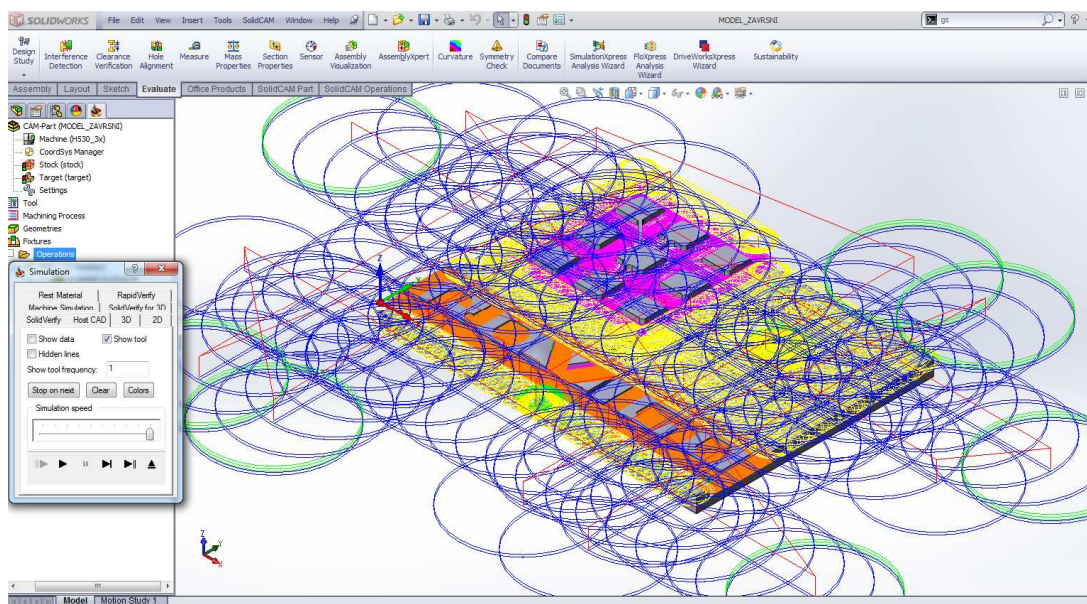 SOLIDWORKS File Edit View Insert Tools SolidCAM Window Help MODEL_ZAVRSNI gs
Design Study
Interference Detection
Clearance Verification
Hole Alignment
Measure
Mass Properties
Section Properties
Sensor
Assembly Visualization
AssemblyXpert
Curvature
Symmetry Check
Compare Documents
SimulationXpress Analysis Wizard
FloXpress Analysis Wizard
DriveWorksXpress Wizard
Sustainability
Assembly Layout Sketch Evaluate Office Products SolidCAM Part SolidCAM Operations
CAM-Part (MODEL_ZAVRSNI)
Machine (H530_3x)
CoordSys Manager
Stock (stock)
Target (target)
Settings
Tool
Machining Process
Geometries
Fixtures
Operations
Simulation
Rest Material RapidVerify
Machine Simulation SolidVerify for 3D
SolidVerify Host CAD 3D 2D
Show data Show tool
Hidden lines
Show tool frequency: 1
Stop on next Clear Colors
Simulation speed
Z
Z Y X
Model Motion Study 1